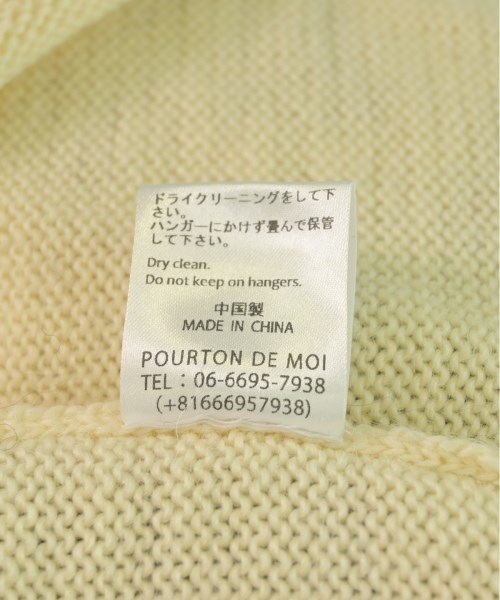 ドライクリーニングをして下
さい。
ハンガーにかけず畳んで保管
して下さい。
Dry clean.
Do not keep on hangers.
中国製
MADE IN CHINA
POURTON DE MOI
TEL : 06-6695-7938
(+81666957938)